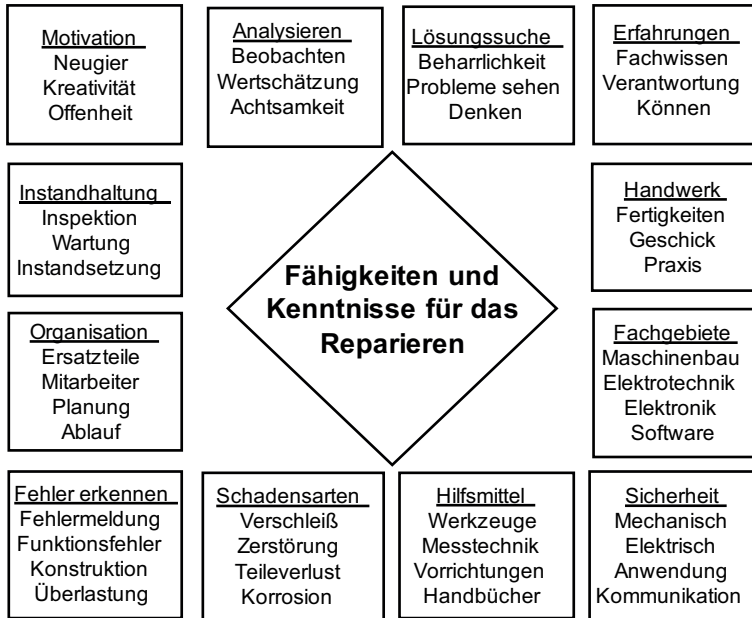 Motivation
Neugier
Kreativität
Offenheit
Analysieren
Beobachten
Wertschätzung
Achtsamkeit
Lösungssuche
Beharrlichkeit
Probleme sehen
Denken
Erfahrungen
Fachwissen
Verantwortung
Können
Instandhaltung
Inspektion
Wartung
Instandsetzung
Fähigkeiten und
Kenntnisse für das
Reparieren
Handwerk
Fertigkeiten
Geschick
Praxis
Organisation
Ersatzteile
Mitarbeiter
Planung
Ablauf
Fachgebiete
Maschinenbau
Elektrotechnik
Elektronik
Software
Fehler erkennen
Fehlermeldung
Funktionsfehler
Konstruktion
Überlastung
Schadensarten
Verschleiß
Zerstörung
Teileverlust
Korrosion
Hilfsmittel
Werkzeuge
Messtechnik
Vorrichtungen
Handbücher
Sicherheit
Mechanisch
Elektrisch
Anwendung
Kommunikation